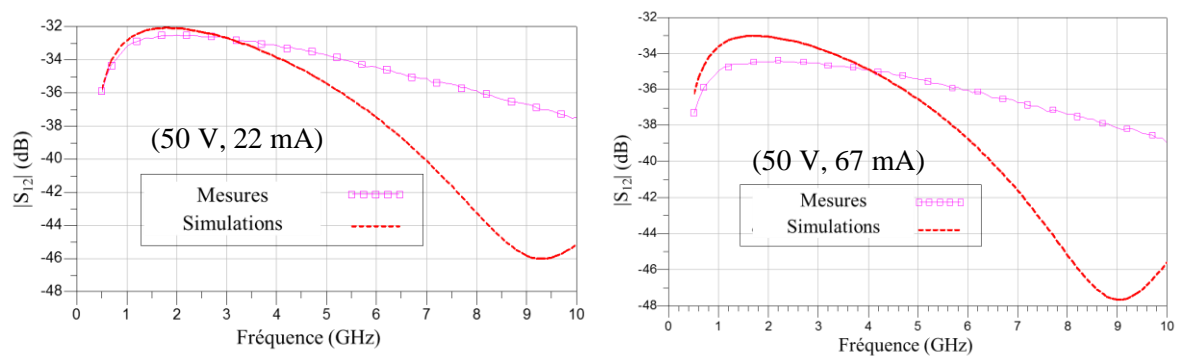 -32
-34
-36
-38
-40
-42
-44
-46
-48
|S12| (dB)
(50 V, 22 mA)
Mesures
Simulations
0 1 2 3 4 5 6 7 8 9 10
Fréquence (GHz)
-32
-34
-36
-38
-40
-42
-44
-46
-48
|S12| (dB)
(50 V, 67 mA)
Mesures
Simulations
0 1 2 3 4 5 6 7 8 9 10
Fréquence (GHz)